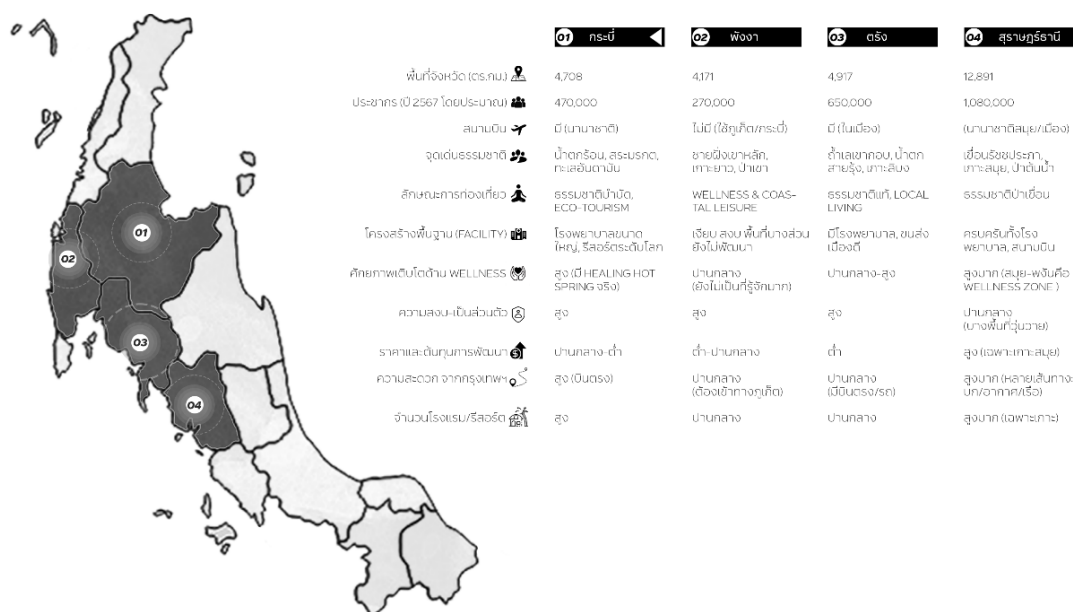 01 กระบี่
02 พังงา
03 ตรัง
04 สุราษฎร์ธานี
พื้นที่จังหวัด (ตร.กม.) 4,708 4,171 4,917 12,891
ประชากร (ปี 2567 โดยประมาณ) 470,000 270,000 650,000 1,080,000
สนามบิน มี (นานาชาติ) ไม่มี (ใช้ภูเก็ต/กระบี่) มี (ในเมือง) (นานาชาติสมุย/เมือง)
จุดเด่นธรรมชาติ น้ำตกร้อน, สระมรกต, ชายฝั่งเขาหลัก, ถ้ำเลเขากอบ, น้ำตก เขื่อนรัชชประภา,
ทะเลอันดามัน เกาะยาว, ป่าเขา สายรุ้ง, เกาะลิบง เกาะสมุย, ป่าต้นน้ำ
ลักษณะการท่องเที่ยว ธรรมชาติบำบัด, WELLNESS & COAS- ธรรมชาติแท้, LOCAL ธรรมชาติป่าเขื่อน
ECO-TOURISM TAL LEISURE LIVING
โครงสร้างพื้นฐาน (FACILITY) โรงพยาบาลขนาด เงียบ สงบ พื้นที่บางส่วน มีโรงพยาบาล, ขนส่ง ครบครันทั้งโรง
ใหญ่, รีสอร์ตระดับโลก ยังไม่พัฒนา เมืองดี พยาบาล, สนามบิน
ศักยภาพเติบโตด้าน WELLNESS สูง (มี HEALING HOT ปานกลาง ปานกลาง-สูง สูงมาก (สมุย-พงันคือ
SPRING จริง) (ยังไม่เป็นที่รู้จักมาก) WELLNESS ZONE )
ความสงบ-เป็นส่วนตัว สูง สูง สูง ปานกลาง
(บางพื้นที่วุ่นวาย)
ราคาและต้นทุนการพัฒนา ปานกลาง-ต่ำ ต่ำ-ปานกลาง ต่ำ สูง (เฉพาะเกาะสมุย)
ความสะดวก จากกรุงเทพฯ สูง (บินตรง) ปานกลาง ปานกลาง สูงมาก (หลายเส้นทาง:
(ต้องเข้าทางภูเก็ต) (มีบินตรง/รถ) บก/อากาศ/เรือ)
จำนวนโรงแรม/รีสอร์ต สูง ปานกลาง ปานกลาง สูงมาก (เฉพาะเกาะ)
01
02
03
04